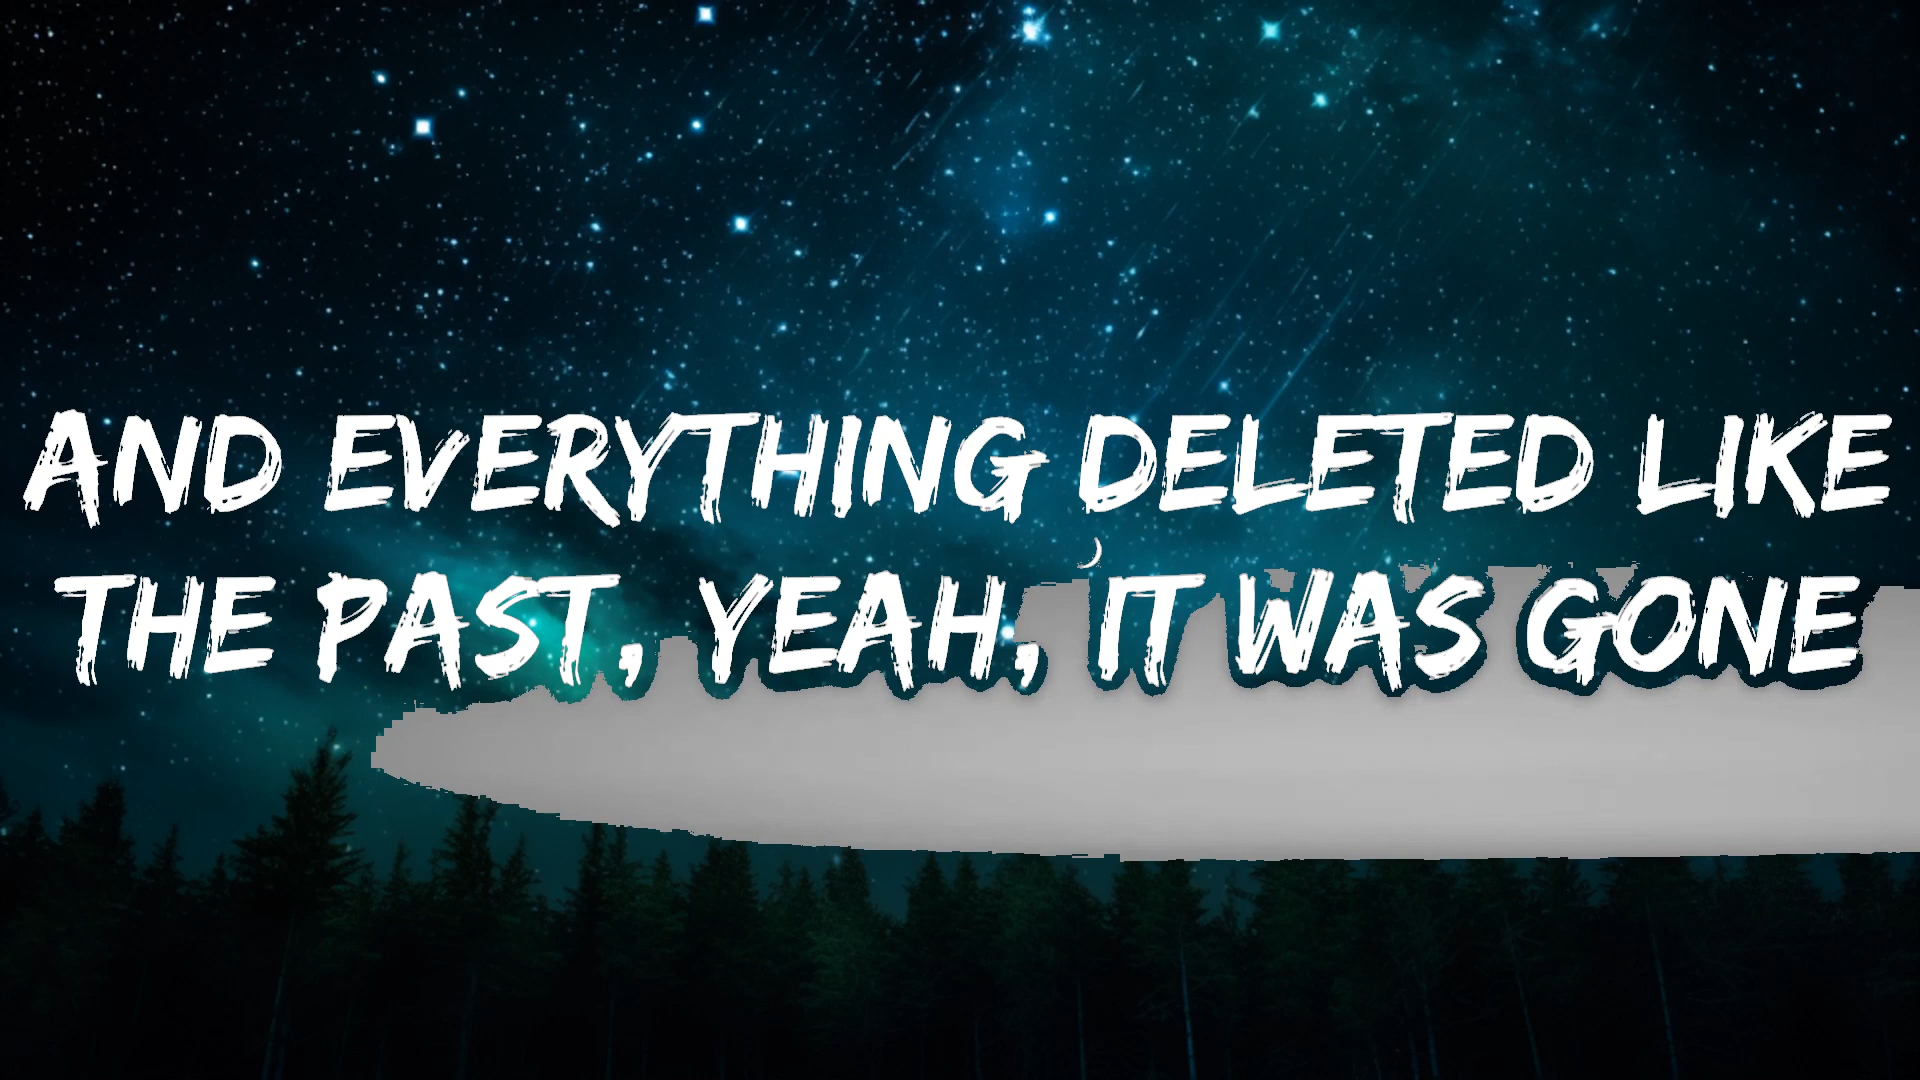 AND EVERYTHING DELETED LIKE
THE PAST, YEAH, IT WAS GONE